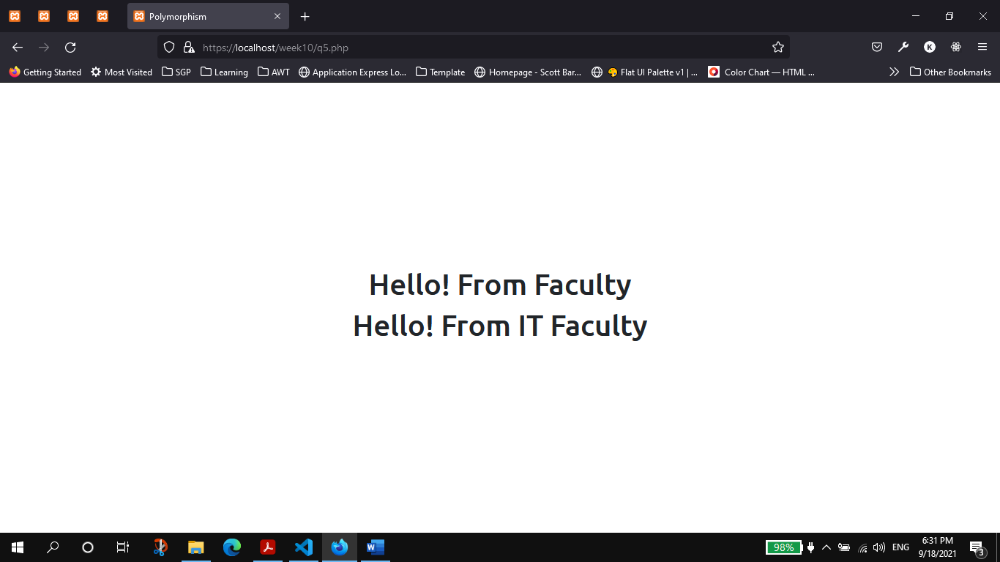 Polymorphism
https://localhost/week10/q5.php
K
Getting Started Most Visited SGP Learning AWT Application Express Lo... Template Homepage - Scott Bar... Flat UI Palette v1 | ... Color Chart — HTML ... Other Bookmarks
Hello! From Faculty
Hello! From IT Faculty
98% ENG 6:31 PM
9/18/2021 3